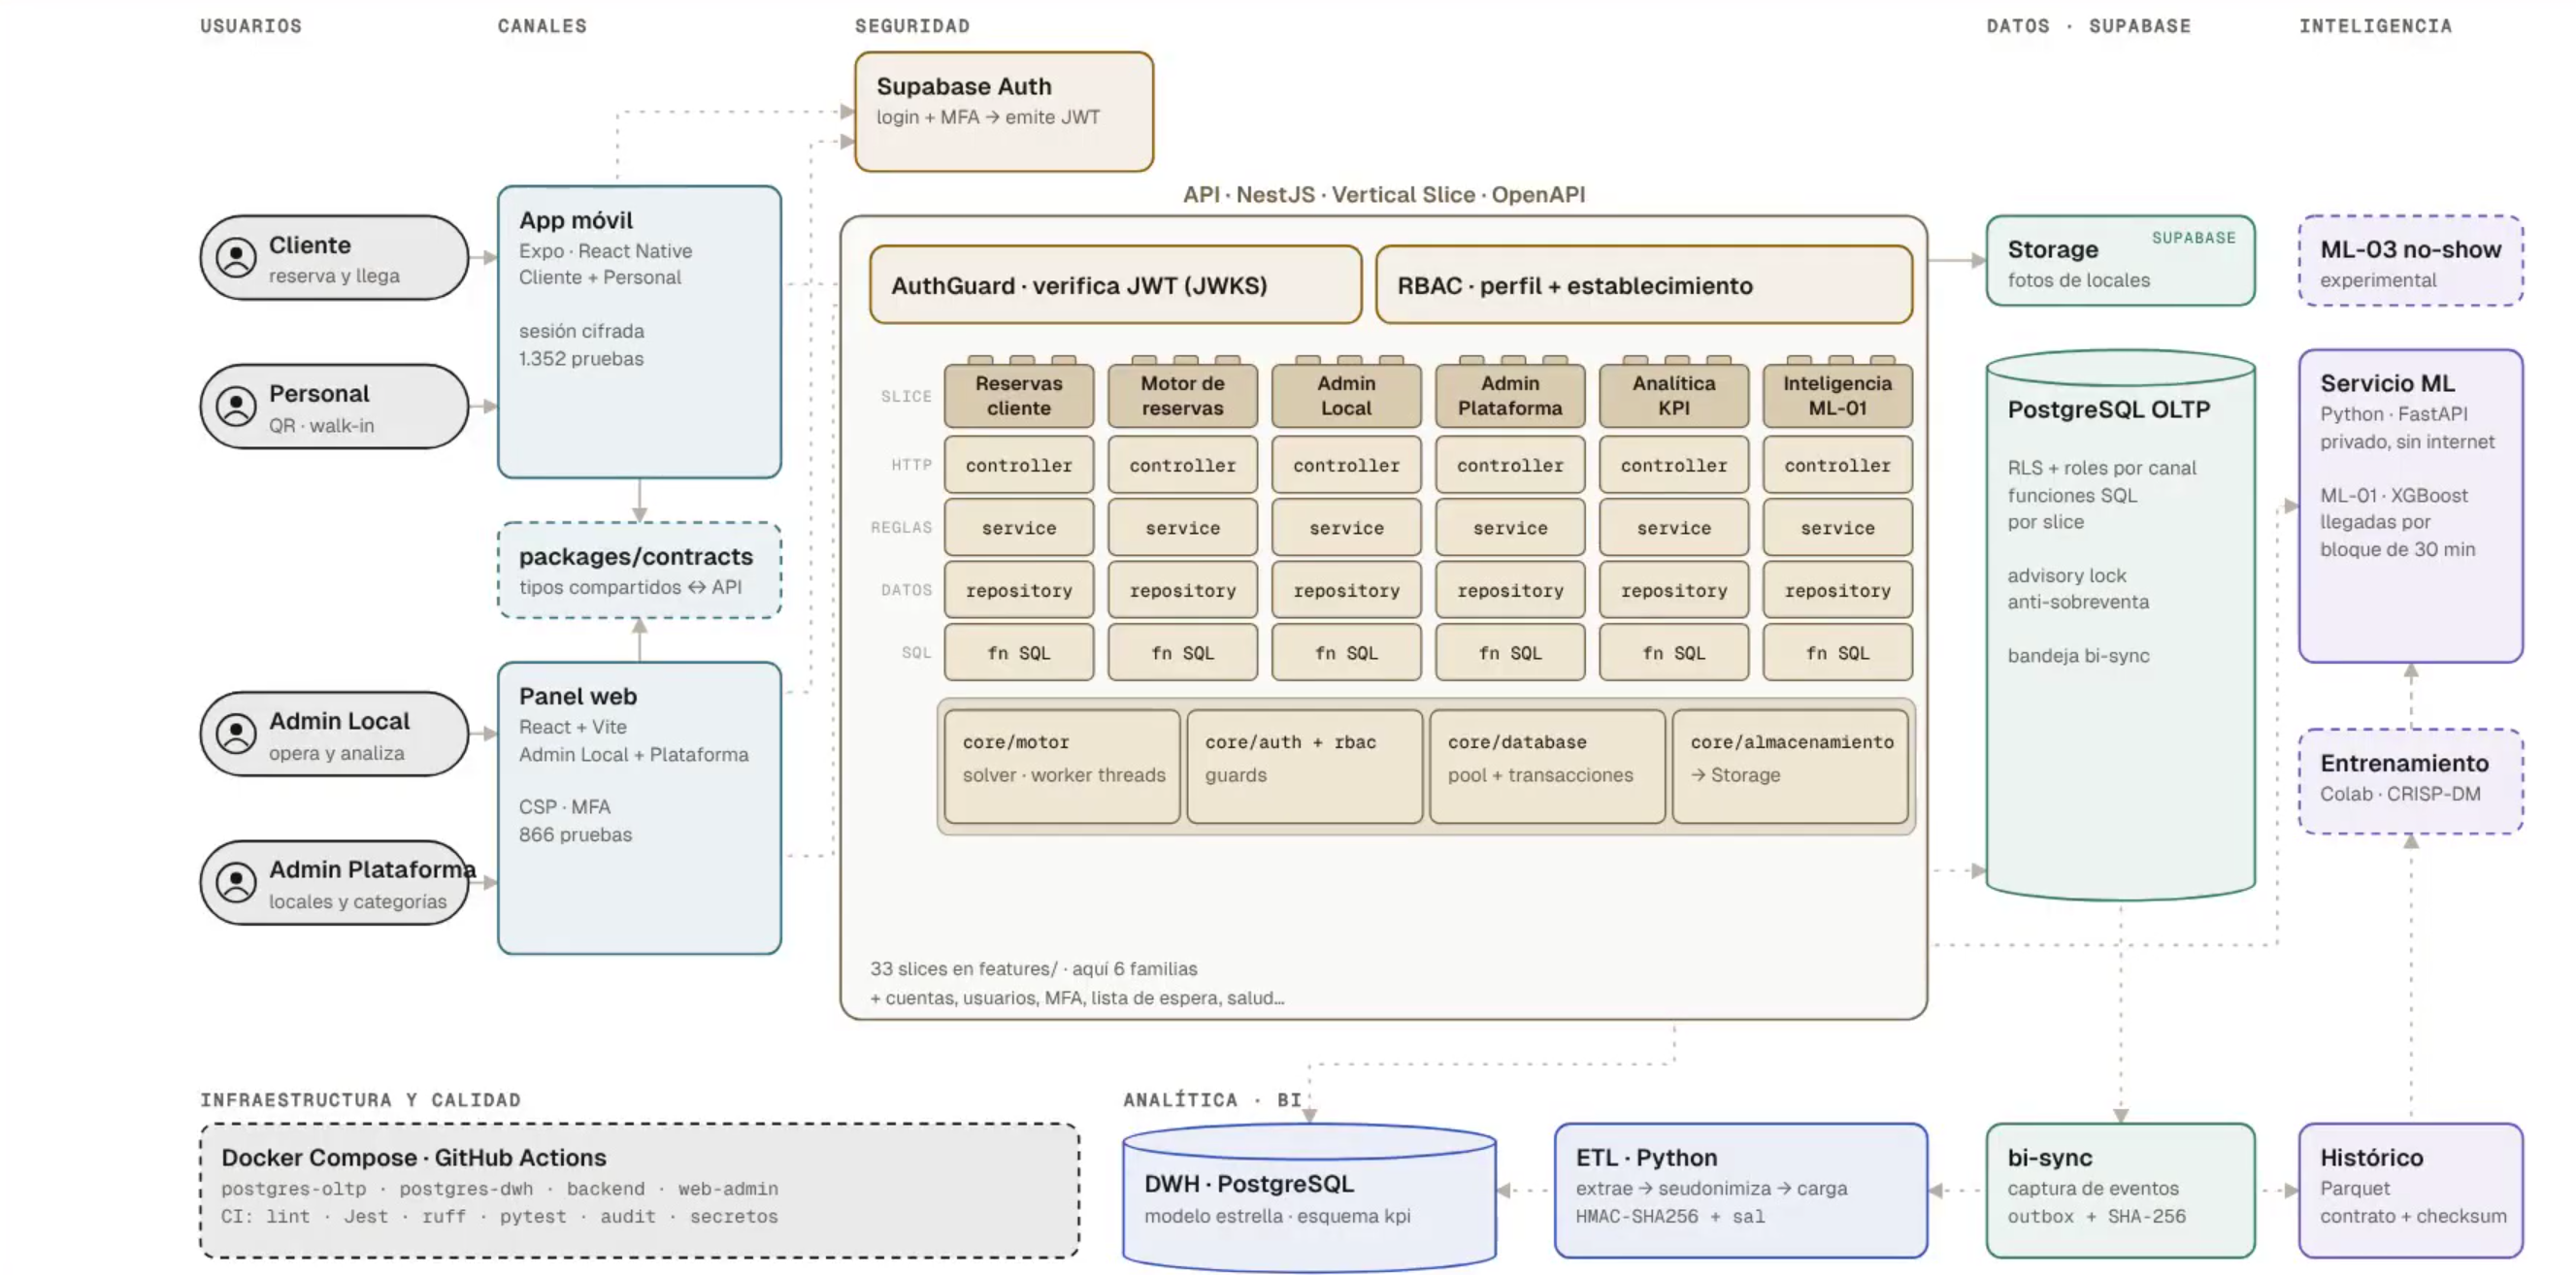 USUARIOS
CANALES
SEGURIDAD
DATOS · SUPABASE
INTELIGENCIA
Supabase Auth
login + MFA → emite JWT
API · NestJS · Vertical Slice · OpenAPI
Cliente
reserva y llega
Personal
QR · walk-in
Admin Local
opera y analiza
Admin Plataforma
locales y categorías
App móvil
Expo · React Native
Cliente + Personal
sesión cifrada
1.352 pruebas
packages/contracts
tipos compartidos ↔ API
Panel web
React + Vite
Admin Local + Plataforma
CSP · MFA
866 pruebas
AuthGuard · verifica JWT (JWKS)
RBAC · perfil + establecimiento
SLICE
Reservas cliente
Motor de reservas
Admin Local
Admin Plataforma
Analítica KPI
Inteligencia ML-01
HTTP
controller
controller
controller
controller
controller
controller
REGLAS
service
service
service
service
service
service
DATOS
repository
repository
repository
repository
repository
repository
SQL
fn SQL
fn SQL
fn SQL
fn SQL
fn SQL
fn SQL
core/motor
solver · worker threads
core/auth + rbac
guards
core/database
pool + transacciones
core/almacenamiento
→ Storage
33 slices en features/ · aquí 6 familias
+ cuentas, usuarios, MFA, lista de espera, salud…
Storage
SUPABASE
fotos de locales
PostgreSQL OLTP
RLS + roles por canal
funciones SQL
por slice
advisory lock
anti-sobreventa
bandeja bi-sync
ML-03 no-show
experimental
Servicio ML
Python · FastAPI
privado, sin internet
ML-01 · XGBoost
llegadas por
bloque de 30 min
Entrenamiento
Colab · CRISP-DM
INFRAESTRUCTURA Y CALIDAD
Docker Compose · GitHub Actions
postgres-oltp · postgres-dwh · backend · web-admin
CI: lint · Jest · ruff · pytest · audit · secretos
ANALÍTICA · BI
DWH · PostgreSQL
modelo estrella · esquema kpi
ETL · Python
extrae → seudonimiza → carga
HMAC-SHA256 + sal
bi-sync
captura de eventos
outbox + SHA-256
Histórico
Parquet
contrato + checksum